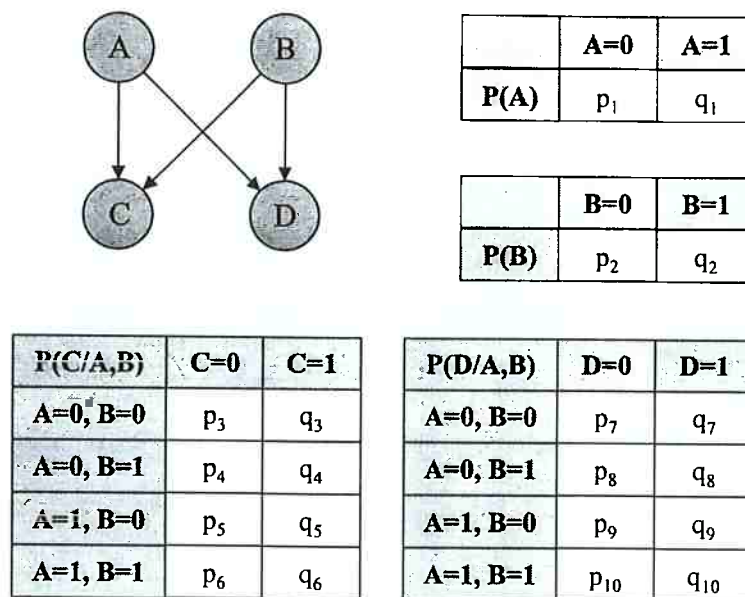 A B
C D
A=0 A=1
P(A) p₁ q₁
B=0 B=1
P(B) p₂ q₂
P(C/A,B) C=0 C=1
A=0, B=0 p₃ q₃
A=0, B=1 p₄ q₄
A=1, B=0 p₅ q₅
A=1, B=1 p₆ q₆
P(D/A,B) D=0 D=1
A=0, B=0 p₇ q₇
A=0, B=1 p₈ q₈
A=1, B=0 p₉ q₉
A=1, B=1 p₁₀ q₁₀